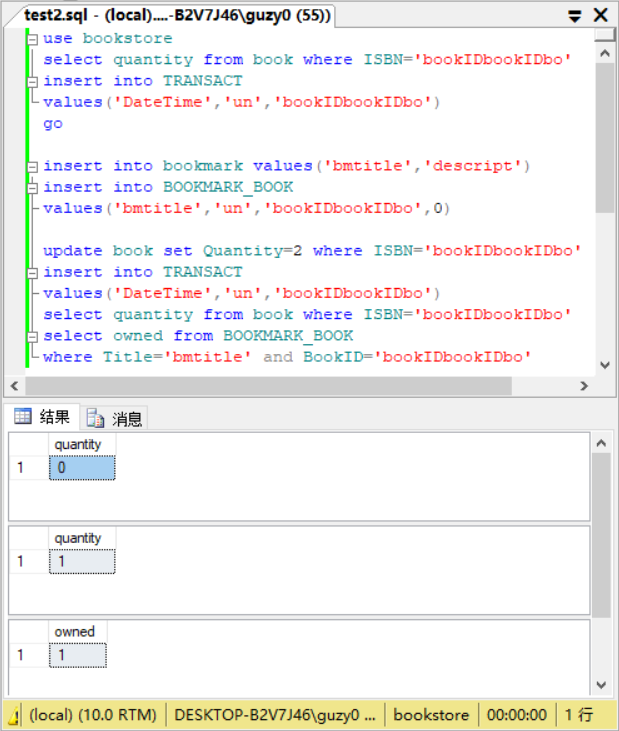 test2.sql - (local)....-B2V7J46\guzy0 (55))
use bookstore
select quantity from book where ISBN='bookIDbookIDbo'
insert into TRANSACT
values('DateTime','un','bookIDbookIDbo')
go
insert into bookmark values('bmtitle','descript')
insert into BOOKMARK_BOOK
values('bmtitle','un','bookIDbookIDbo',0)
update book set Quantity=2 where ISBN='bookIDbookIDbo'
insert into TRANSACT
values('DateTime','un','bookIDbookIDbo')
select quantity from book where ISBN='bookIDbookIDbo'
select owned from BOOKMARK_BOOK
where Title='bmtitle' and BookID='bookIDbookIDbo'
结果 消息
quantity
1 0
quantity
1 1
owned
1 1
(local) (10.0 RTM) DESKTOP-B2V7J46\guzy0 ... bookstore 00:00:00 1 行